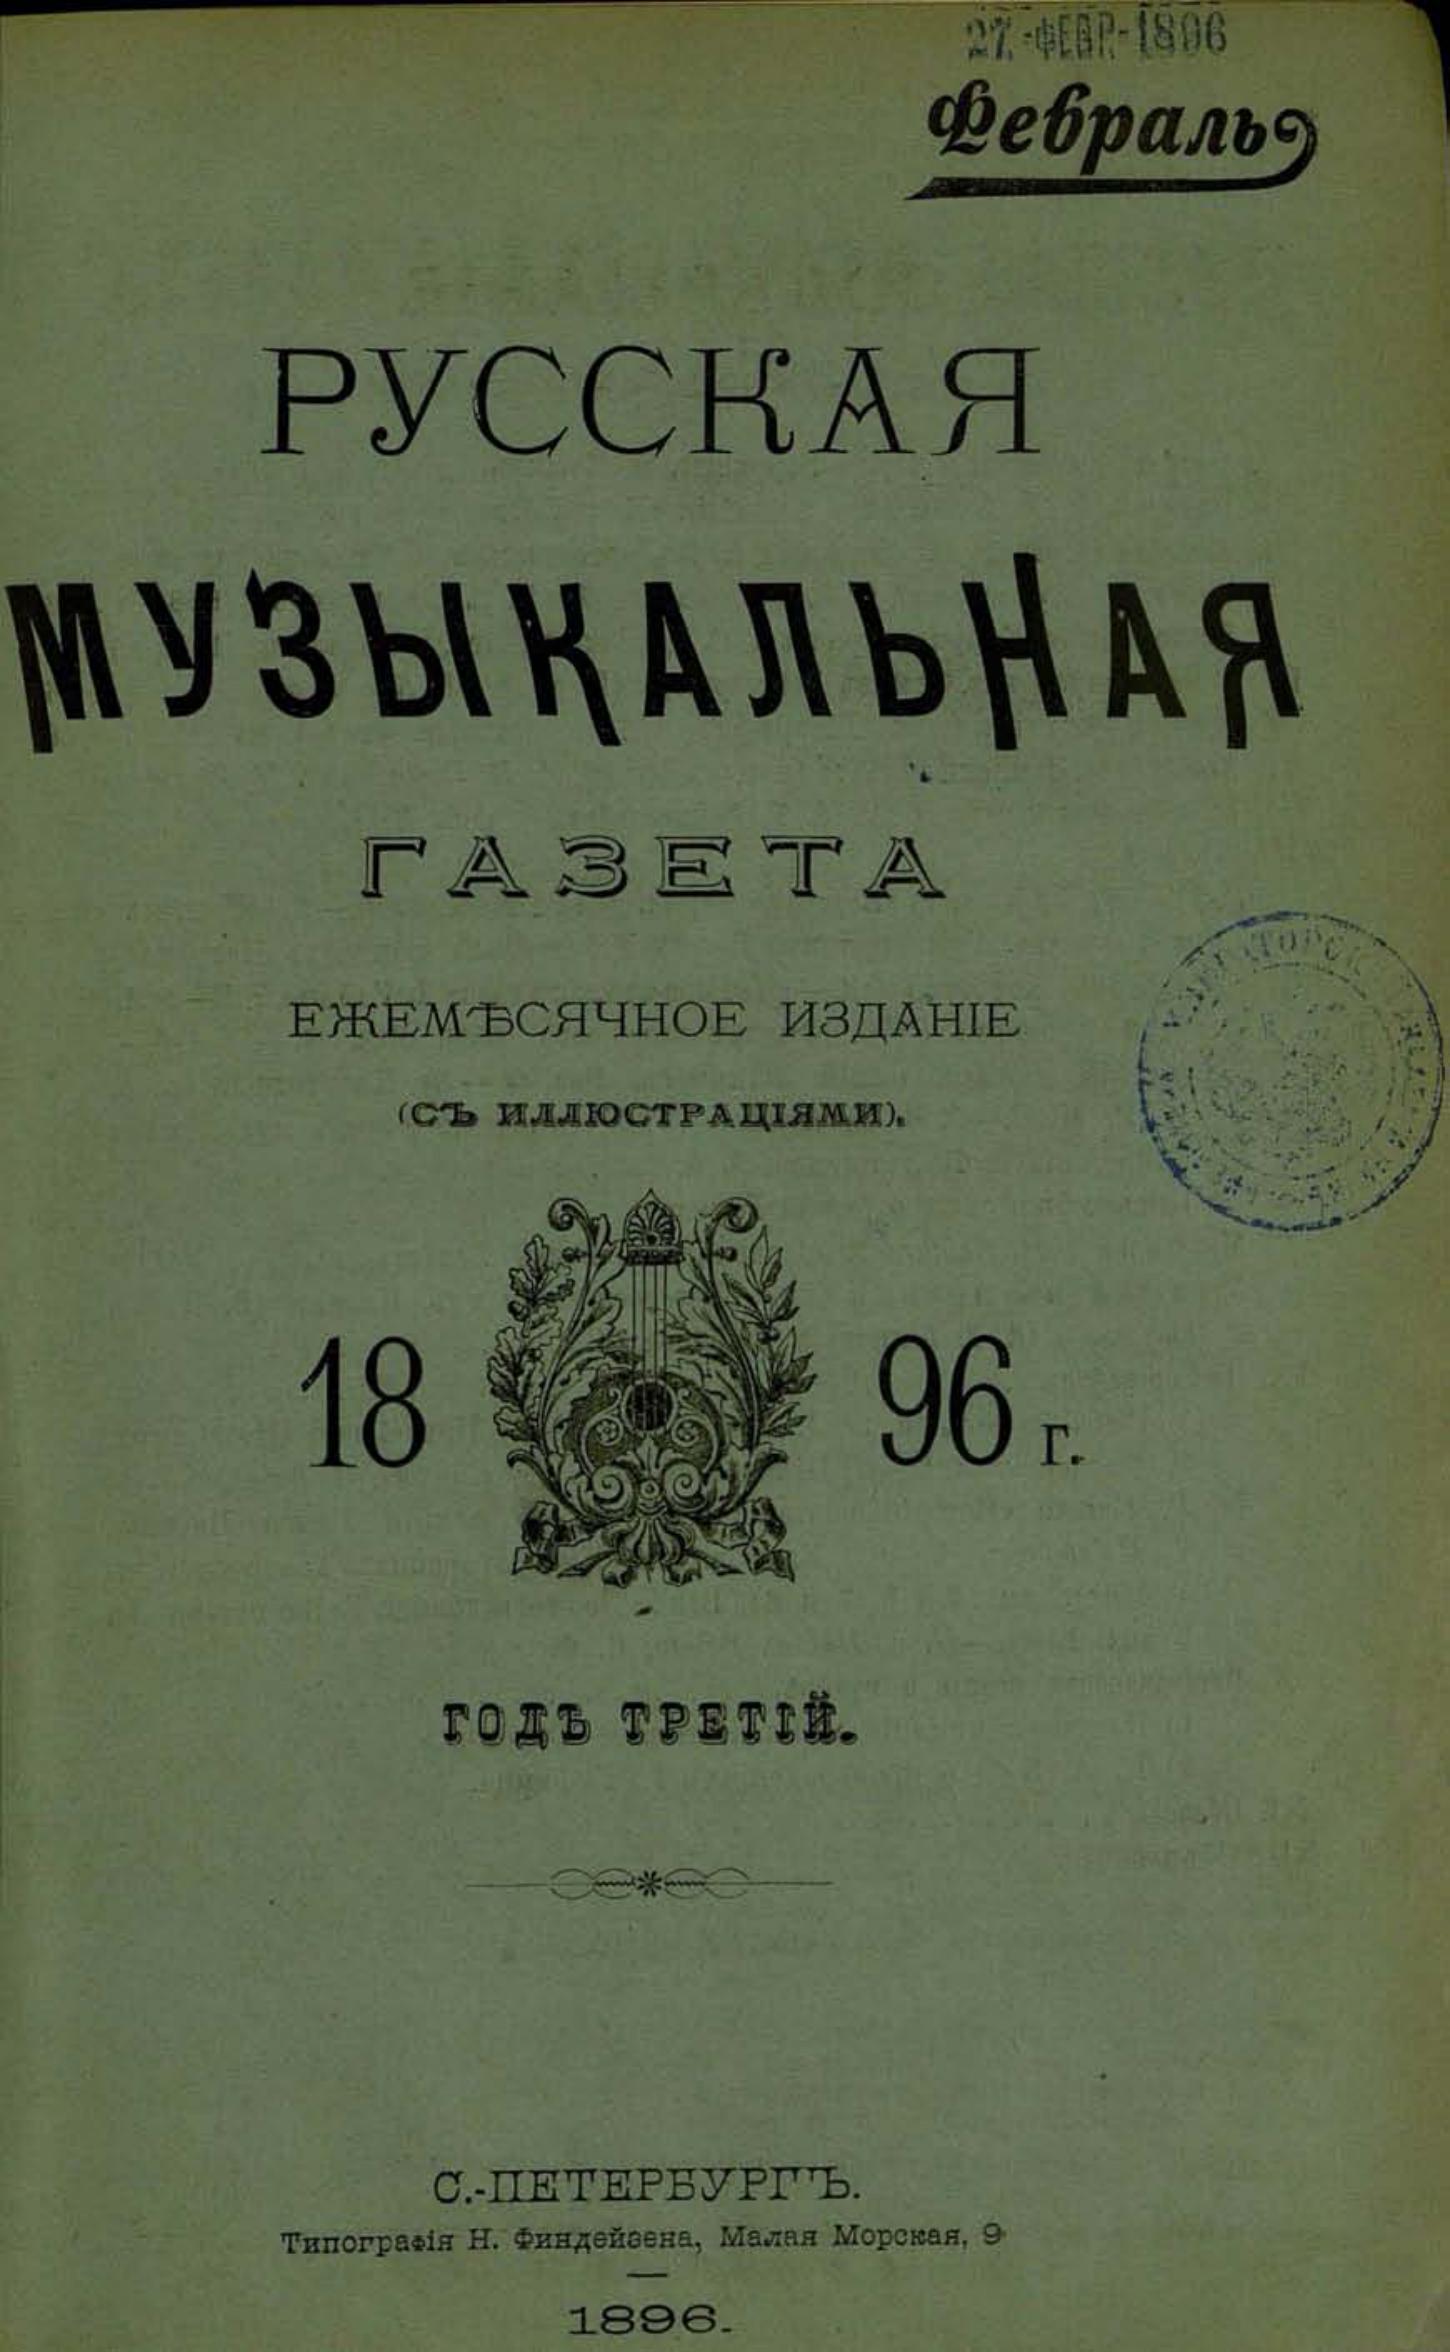 27.-ФЕВР.-1896
Февраль
РУССКАЯ
МУЗЫКАЛЬНАЯ
ГАЗЕТА
ЕЖЕМѢСЯЧНОЕ ИЗДАНІЕ
(СЪ ИЛЛЮСТРАЦІЯМИ).
18 96 г.
ГОДЪ ТРЕТІЙ.
С.-ПЕТЕРБУРГЪ.
Типографія Н. Финдейзена, Малая Морская, 9
1896.